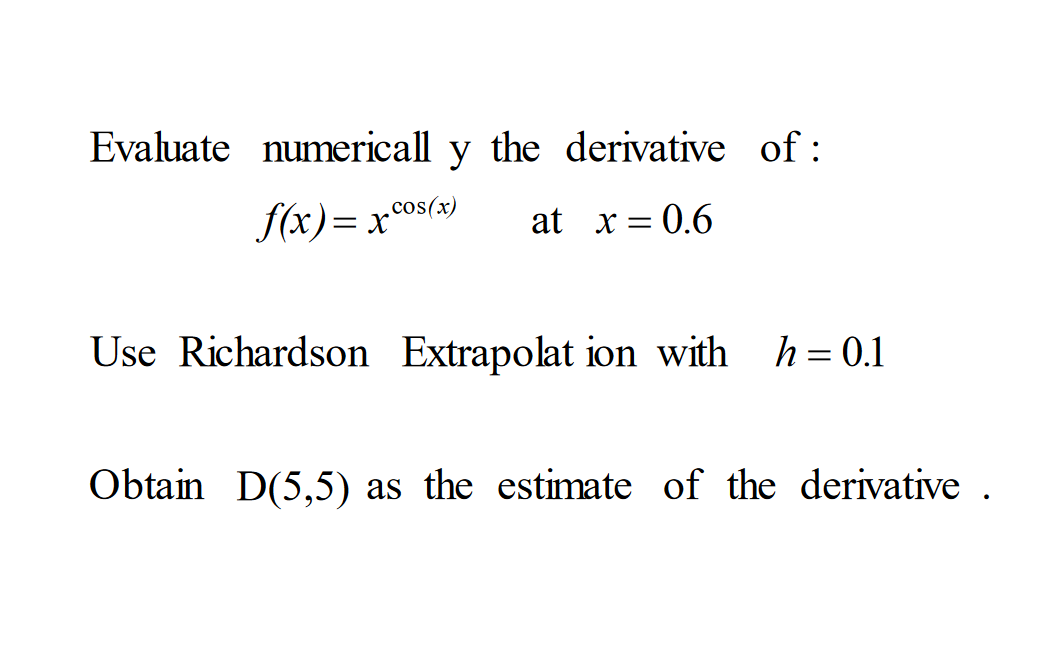 Evaluate numericall y the derivative of :
f(x) = x^cos(x) at x = 0.6
Use Richardson Extrapolat ion with h = 0.1
Obtain D(5,5) as the estimate of the derivative .